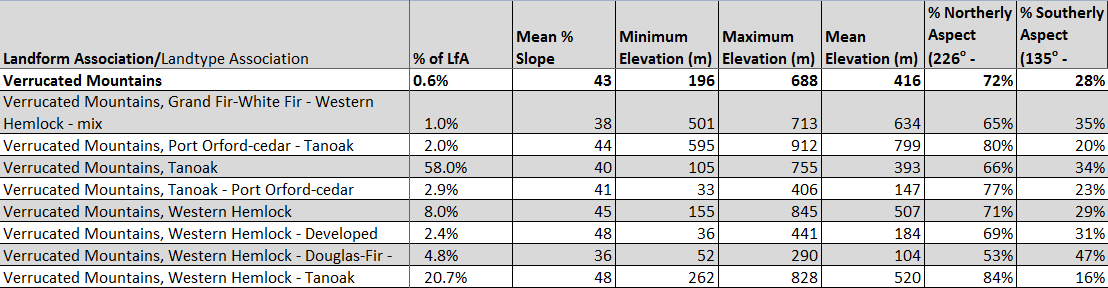 Landform Association/Landtype Association | % of LfA | Mean % Slope | Minimum Elevation (m) | Maximum Elevation (m) | Mean Elevation (m) | % Northerly Aspect (226° - | % Southerly Aspect (135° -
Verrucated Mountains | 0.6% | 43 | 196 | 688 | 416 | 72% | 28%
Verrucated Mountains, Grand Fir-White Fir - Western
Hemlock - mix | 1.0% | 38 | 501 | 713 | 634 | 65% | 35%
Verrucated Mountains, Port Orford-cedar - Tanoak | 2.0% | 44 | 595 | 912 | 799 | 80% | 20%
Verrucated Mountains, Tanoak | 58.0% | 40 | 105 | 755 | 393 | 66% | 34%
Verrucated Mountains, Tanoak - Port Orford-cedar | 2.9% | 41 | 33 | 406 | 147 | 77% | 23%
Verrucated Mountains, Western Hemlock | 8.0% | 45 | 155 | 845 | 507 | 71% | 29%
Verrucated Mountains, Western Hemlock - Developed | 2.4% | 48 | 36 | 441 | 184 | 69% | 31%
Verrucated Mountains, Western Hemlock - Douglas-Fir - | 4.8% | 36 | 52 | 290 | 104 | 53% | 47%
Verrucated Mountains, Western Hemlock - Tanoak | 20.7% | 48 | 262 | 828 | 520 | 84% | 16%